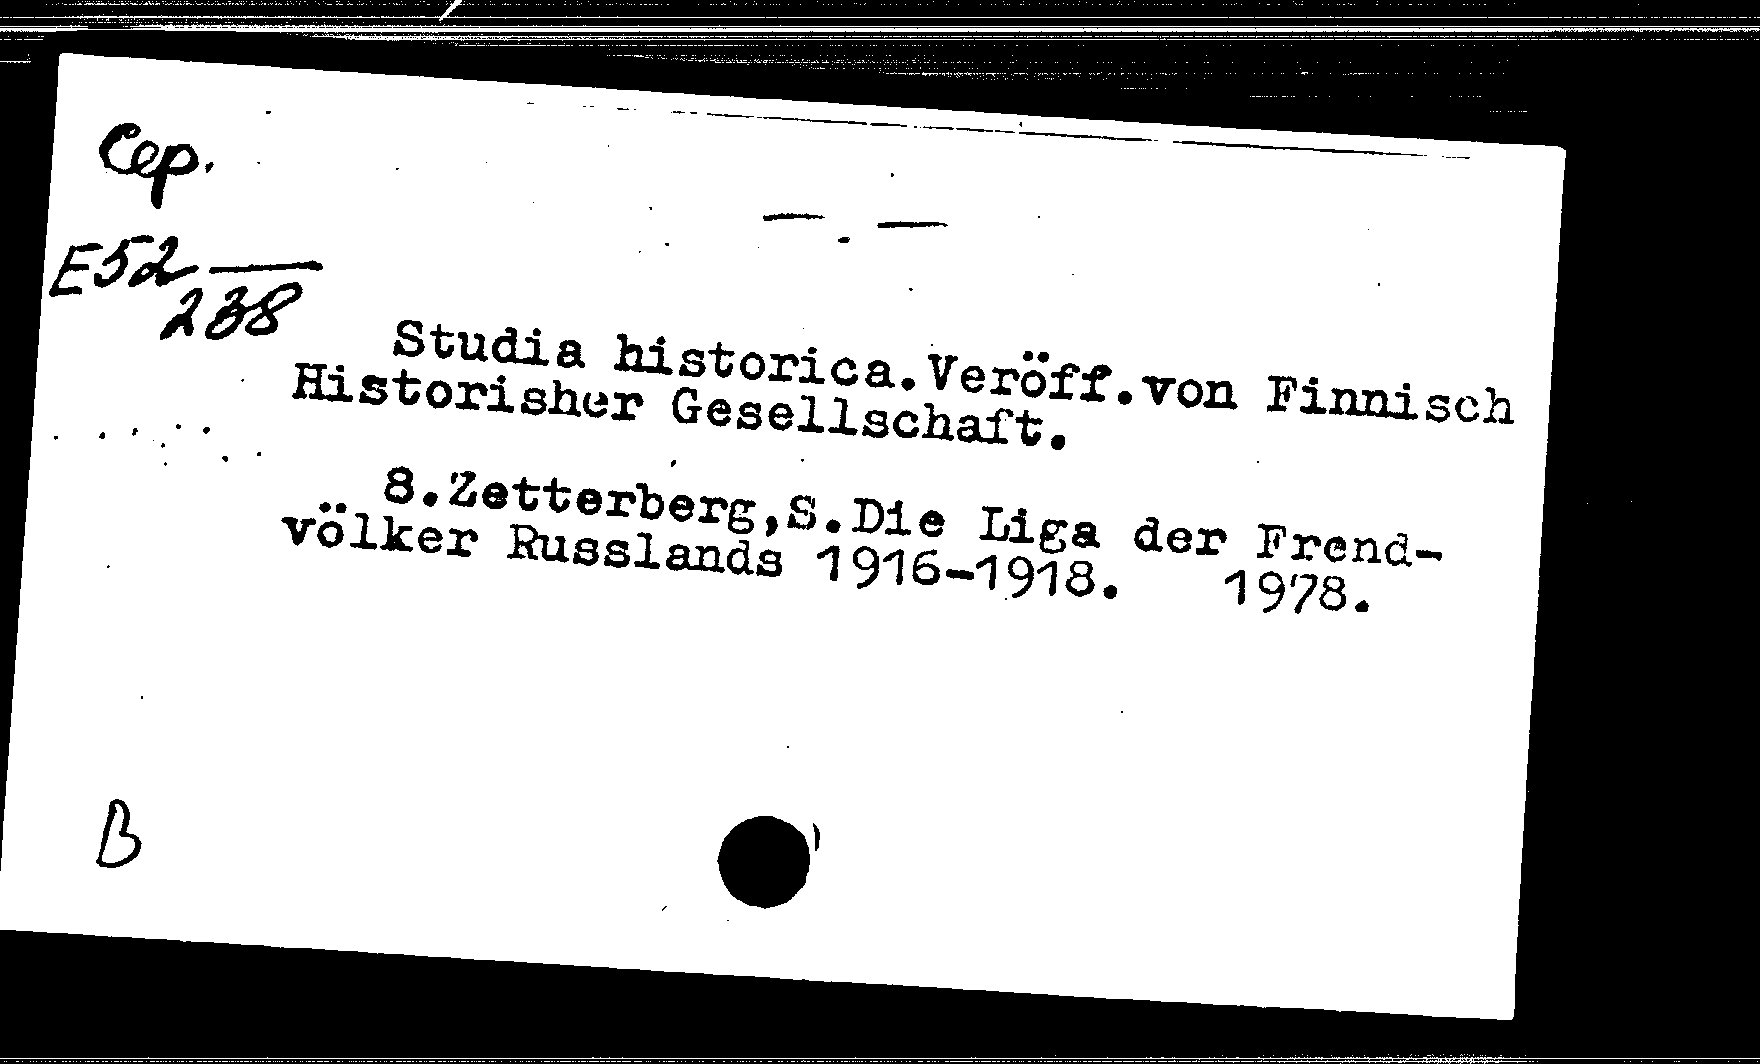 Сер.
E52 —
238
Studia historica.Veröff.von Finnisch
Historisher Gesellschaft.
8.Zetterberg,S.Die Liga der Frend-
völker Russlands 1916-1918. 1978.
В